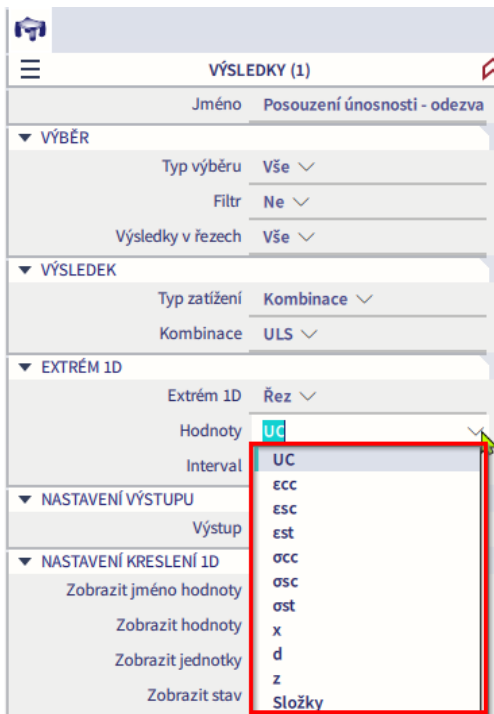 VÝSLEDKY (1)
Jméno Posouzení únosnosti - odezva
VÝBĚR
Typ výběru Vše
Filtr Ne
Výsledky v řezech Vše
VÝSLEDEK
Typ zatížení Kombinace
Kombinace ULS
EXTRÉM 1D
Extrém 1D Řez
Hodnoty UC
Interval
UC
εcc
εsc
εst
σcc
σsc
σst
x
d
z
Složky
NASTAVENÍ VÝSTUPU
Výstup
NASTAVENÍ KRESLENÍ 1D
Zobrazit jméno hodnoty
Zobrazit hodnoty
Zobrazit jednotky
Zobrazit stav